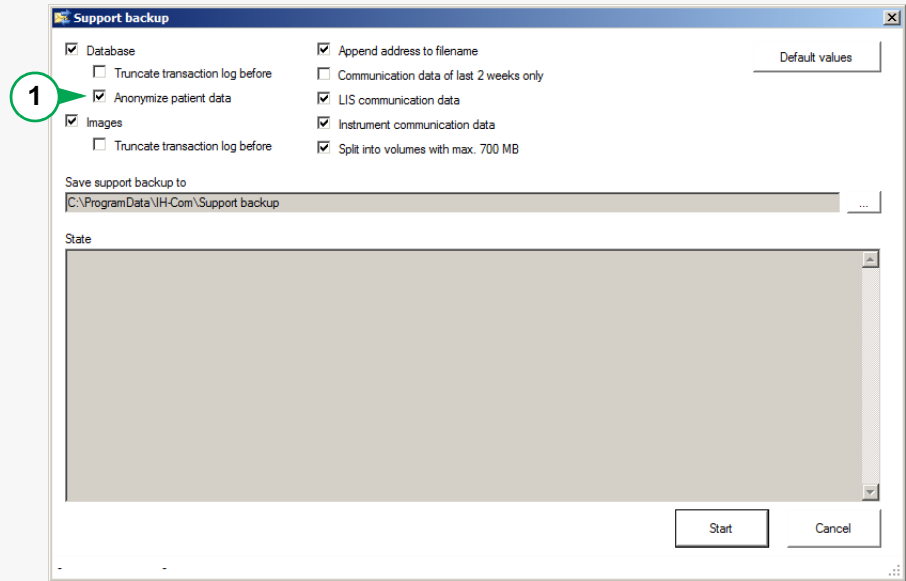 Support backup
Database
Truncate transaction log before
Anonymize patient data
1
Images
Truncate transaction log before
Append address to filename
Communication data of last 2 weeks only
LIS communication data
Instrument communication data
Split into volumes with max. 700 MB
Default values
Save support backup to
C:\ProgramData\IH-Com\Support backup
...
State
Start
Cancel
- -